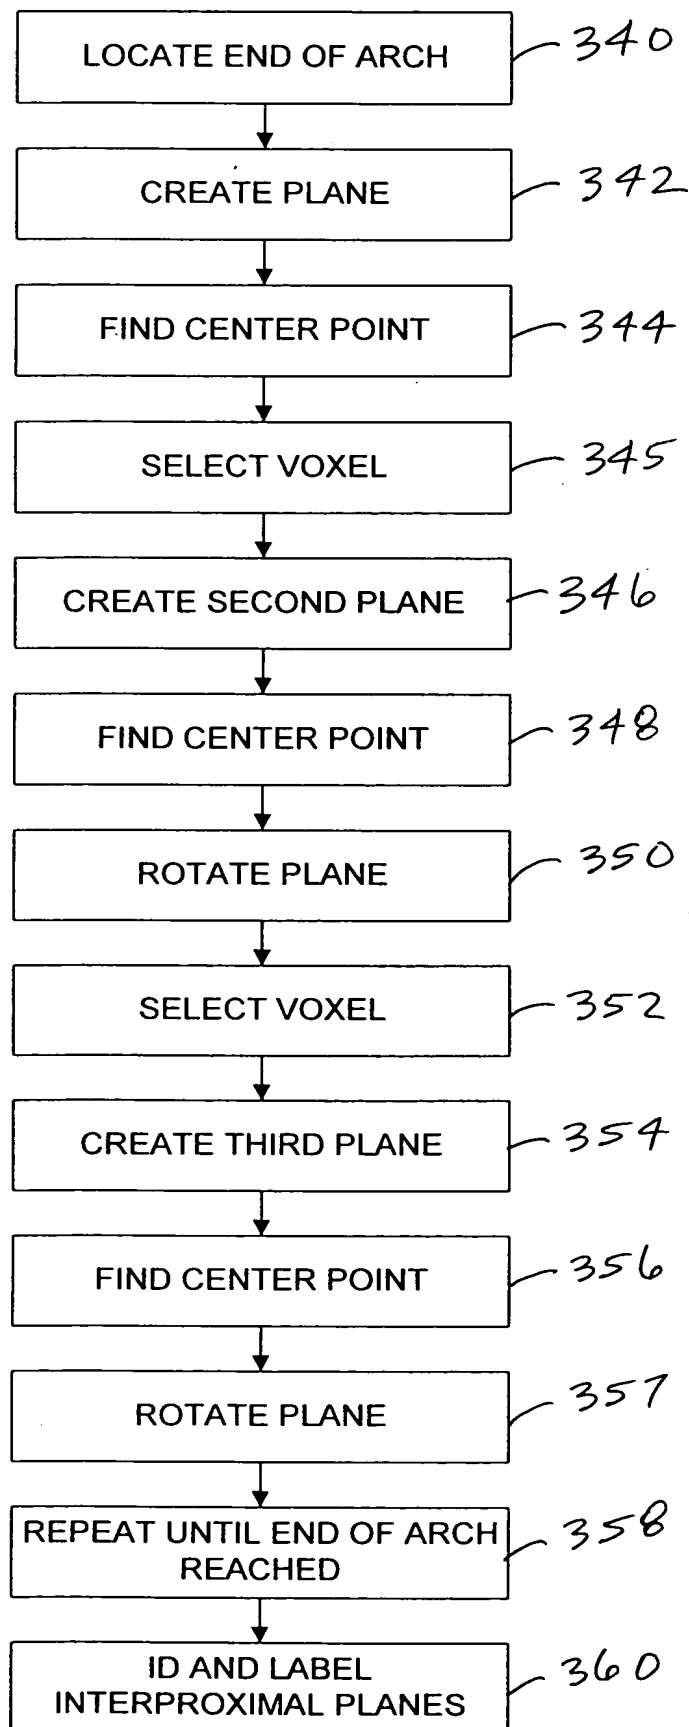 LOCATE END OF ARCH 340
CREATE PLANE 342
FIND CENTER POINT 344
SELECT VOXEL 345
CREATE SECOND PLANE 346
FIND CENTER POINT 348
ROTATE PLANE 350
SELECT VOXEL 352
CREATE THIRD PLANE 354
FIND CENTER POINT 356
ROTATE PLANE 357
REPEAT UNTIL END OF ARCH
REACHED 358
ID AND LABEL
INTERPROXIMAL PLANES 360